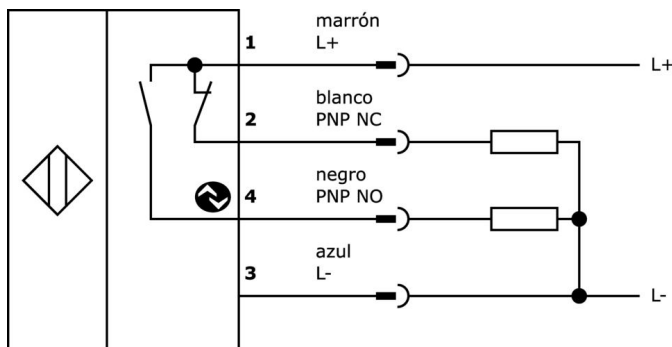 marrón
1 L+
L+
blanco
2 PNP NC
negro
4 PNP NO
azul
3 L-
L-